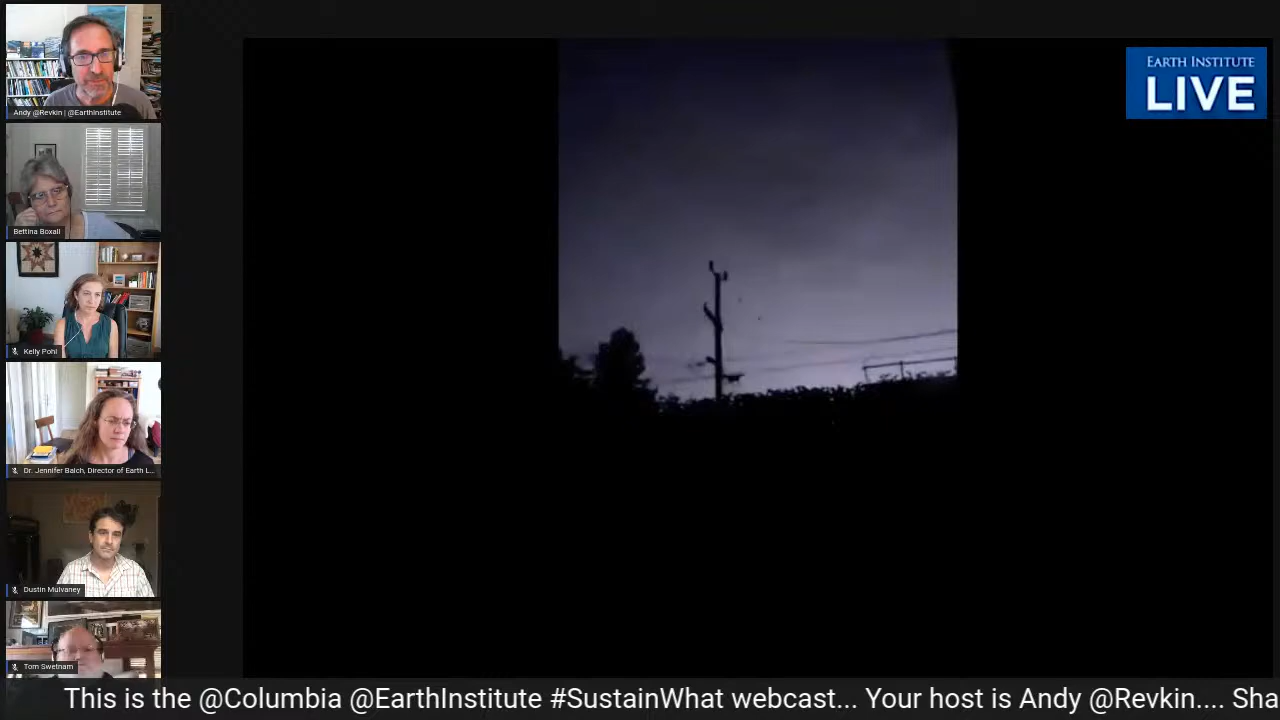 Andy @Revkin | @EarthInstitute
Bettina Boxall
Kelly Pohl
Dr. Jennifer Balch, Director of Earth L...
Dustin Mulvaney
Tom Swetnam
EARTH INSTITUTE
LIVE
This is the @Columbia @EarthInstitute #SustainWhat webcast... Your host is Andy @Revkin.... Sha